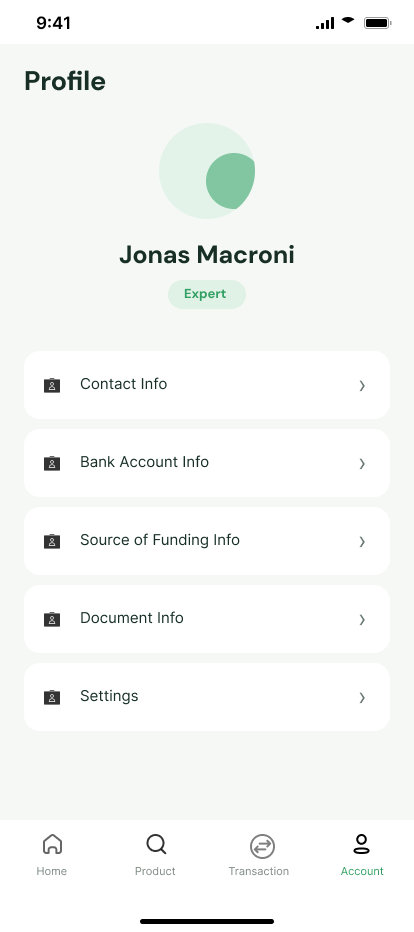 9:41
Profile
Jonas Macroni
Expert
Contact Info
Bank Account Info
Source of Funding Info
Document Info
Settings
Home
Product
Transaction
Account